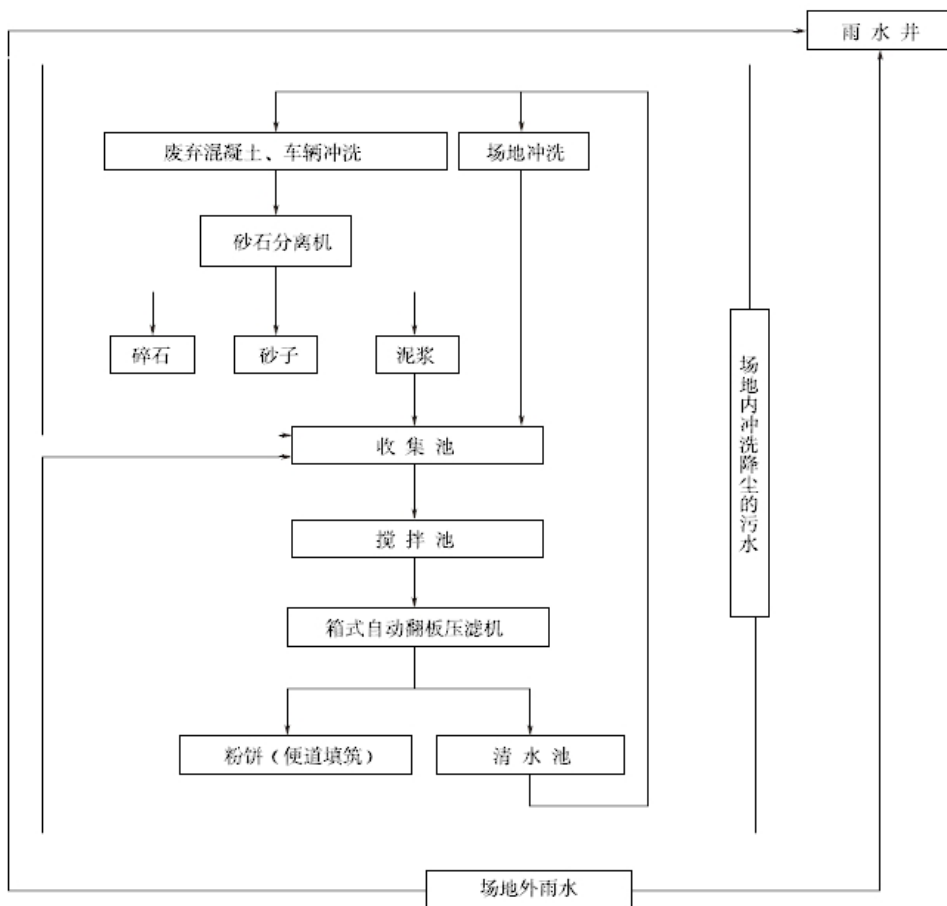 雨水井
废弃混凝土、车辆冲洗
场地冲洗
砂石分离机
碎石
砂子
泥浆
场地内冲洗降尘的污水
收集池
搅拌池
箱式自动翻板压滤机
粉饼(便道填筑)
清水池
场地外雨水